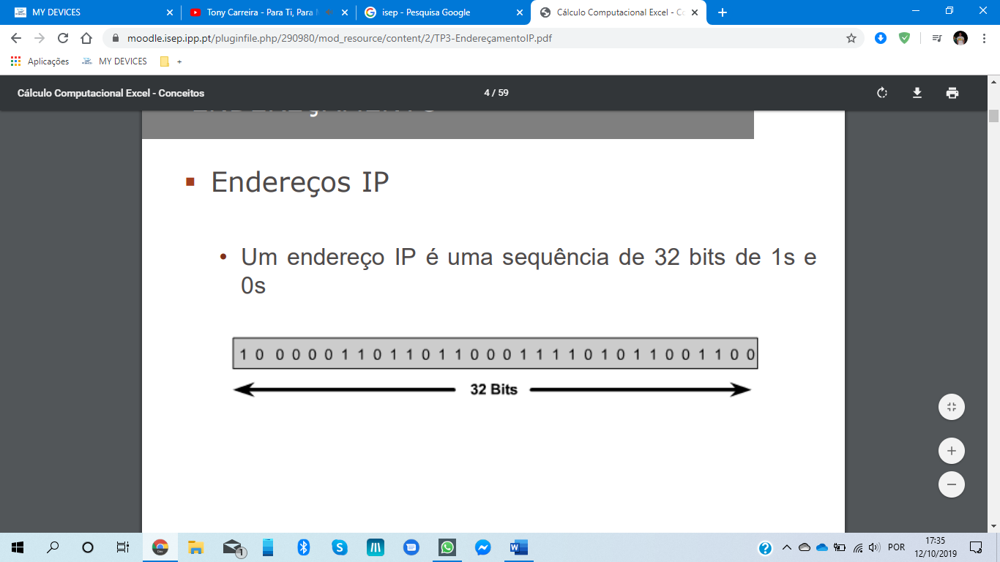 MY DEVICES
Tony Carreira - Para Ti, Para
isep - Pesquisa Google
Cálculo Computacional Excel - Co
moodle.isep.ipp.pt/pluginfile.php/290980/mod_resource/content/2/TP3-EndereçamentoIP.pdf
Aplicações MY DEVICES +
Cálculo Computacional Excel - Conceitos
4 / 59
Endereços IP
Um endereço IP é uma sequência de 32 bits de 1s e
0s
1 0 0 0 0 0 1 1 0 1 1 0 1 1 0 0 0 1 1 1 1 0 1 0 1 1 0 0 1 1 0 0
32 Bits
1
POR
17:35
12/10/2019